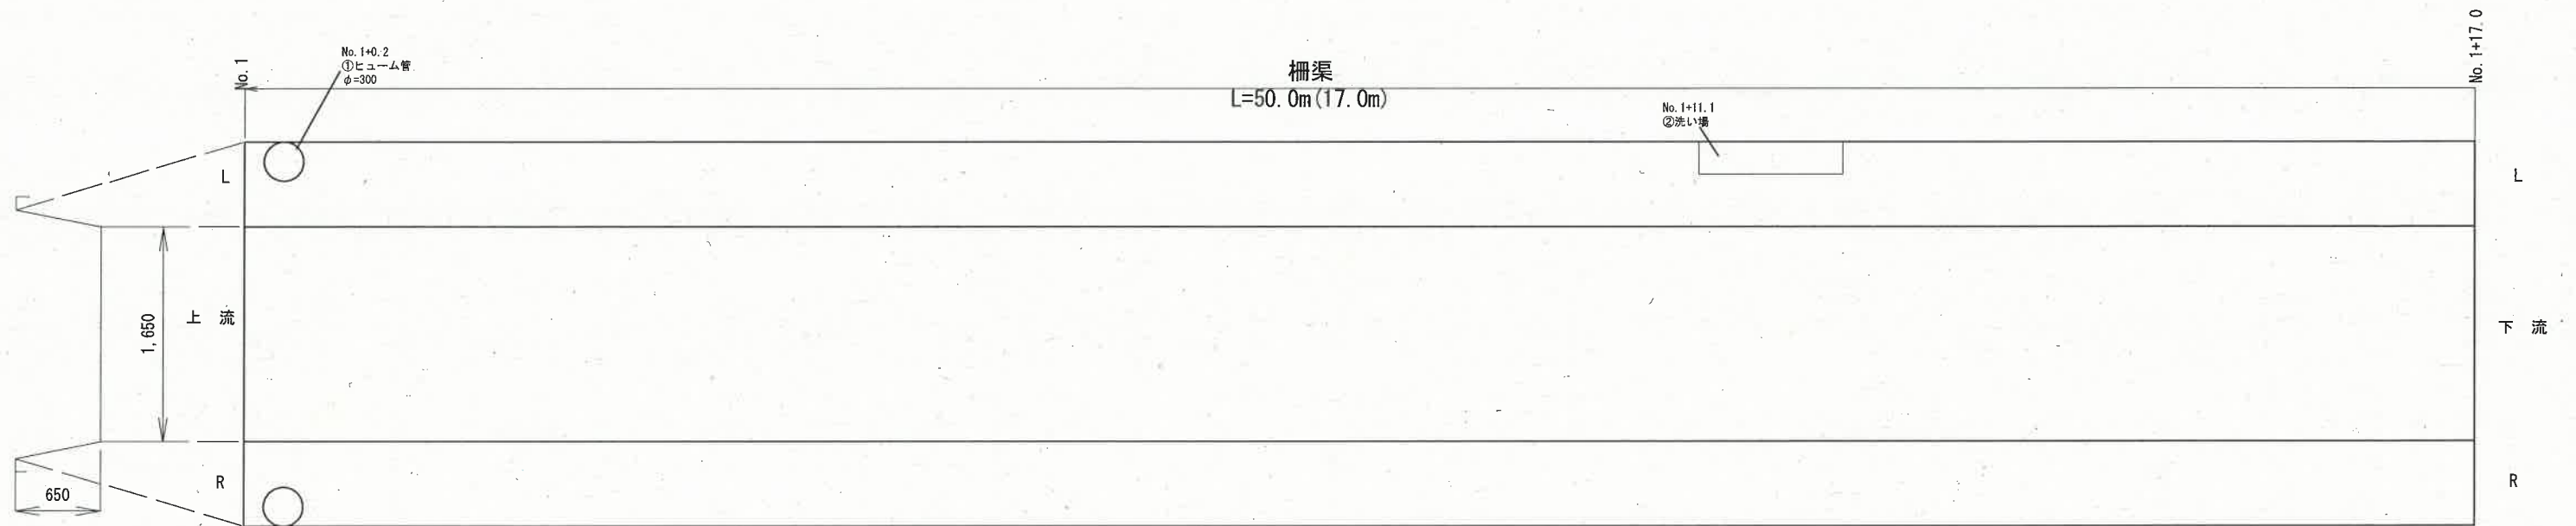 No.1
No.1+0.2
①ヒューム管
φ=300
柵渠
L=50.0m(17.0m)
No.1+11.1
②洗い場
No.1+17.0
L
L
1,650
上 流
下 流
R
R
650